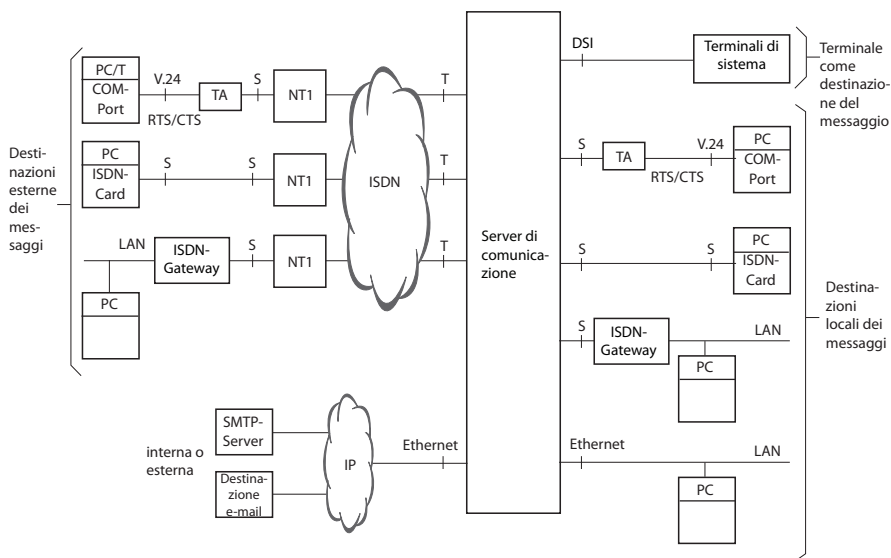 Desti-
nazioni
esterne
dei
mes-
saggi
PC/T
COM-
Port
V.24
RTS/CTS
TA
S
NT1
T
PC
ISDN-
Card
S
S
NT1
T
ISDN
LAN
ISDN-
Gateway
S
NT1
T
PC
interna o
esterna
SMTP-
Server
Destina-
zione
e-mail
IP
Ethernet
Server di
comunica-
zione
DSI
Terminali di
sistema
Terminale
come
destinazio-
ne del
messaggio
S
TA
V.24
RTS/CTS
PC
COM-
Port
S
S
PC
ISDN-
Card
S
ISDN-
Gateway
LAN
PC
Ethernet
LAN
PC
Destina-
zioni
locali dei
messaggi